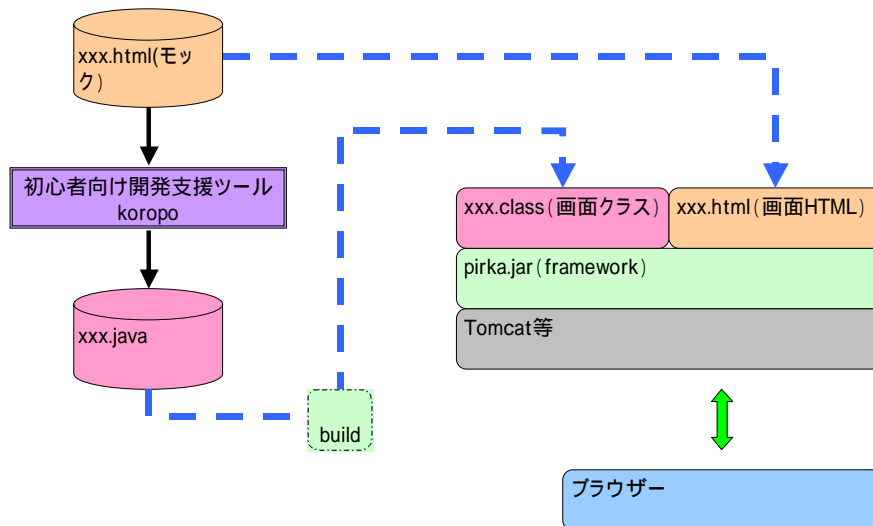 xxx.html(モッ
ク)
初心者向け開発支援ツール
koropo
xxx.java
build
xxx.class(画面クラス)
xxx.html(画面HTML)
pirka.jar(framework)
Tomcat等
ブラウザー